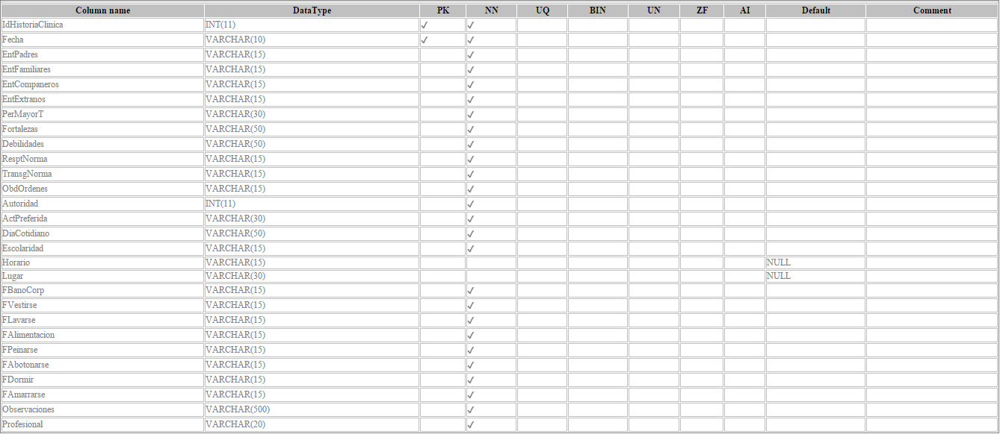 Column name DataType PK NN UQ BIN UN ZF AI Default Comment
IdHistoriaClinica INT(11) ✓ ✓
Fecha VARCHAR(10) ✓ ✓
EntPadres VARCHAR(15) ✓
EntFamiliares VARCHAR(15) ✓
EntCompaneros VARCHAR(15) ✓
EntExtranos VARCHAR(15) ✓
PerMayorT VARCHAR(30) ✓
Fortalezas VARCHAR(50) ✓
Debilidades VARCHAR(50) ✓
ResptNorma VARCHAR(15) ✓
TransgNorma VARCHAR(15) ✓
ObdOrdenes VARCHAR(15) ✓
Autoridad INT(11) ✓
ActPreferida VARCHAR(30) ✓
DiaCotidiano VARCHAR(50) ✓
Escolaridad VARCHAR(15) ✓
Horario VARCHAR(15) NULL
Lugar VARCHAR(30) NULL
FBanoCorp VARCHAR(15) ✓
FVestirse VARCHAR(15) ✓
FLavarse VARCHAR(15) ✓
FAlimentacion VARCHAR(15) ✓
FPeinarse VARCHAR(15) ✓
FAbotonarse VARCHAR(15) ✓
FDormir VARCHAR(15) ✓
FAmarrarse VARCHAR(15) ✓
Observaciones VARCHAR(500) ✓
Profesional VARCHAR(20) ✓